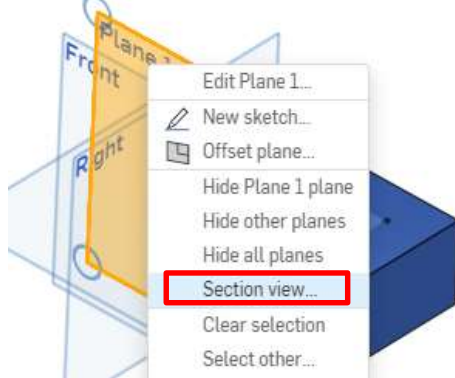 Plane 1
Front
Right
Edit Plane 1...
New sketch...
Offset plane...
Hide Plane 1 plane
Hide other planes
Hide all planes
Section view...
Clear selection
Select other...